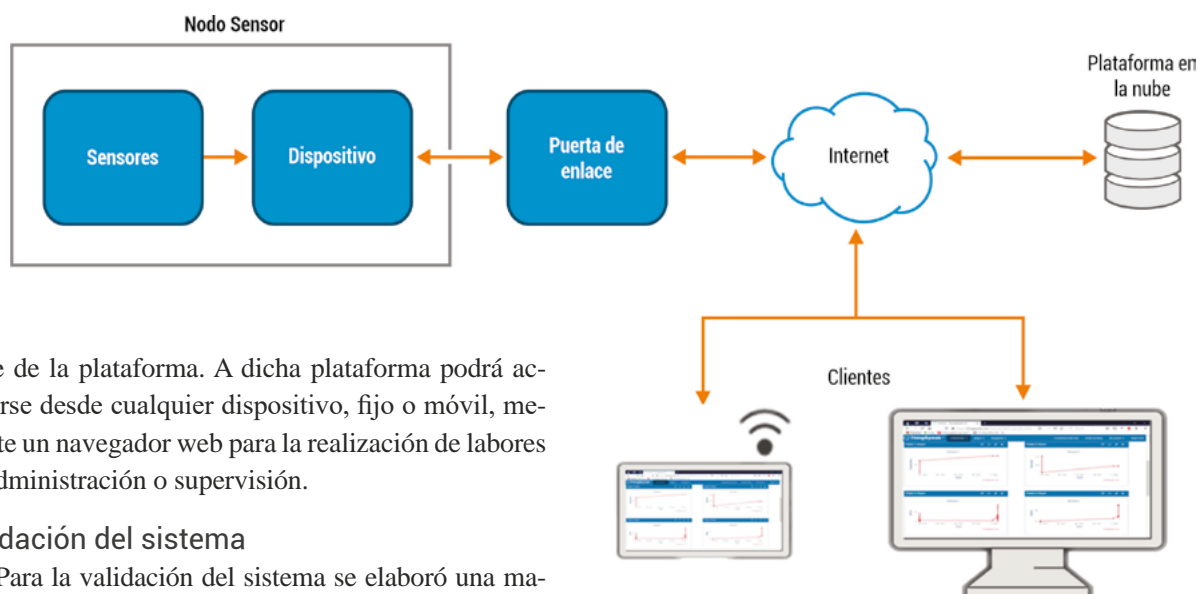 Nodo Sensor
Sensores
Dispositivo
Puerta de
enlace
Internet
Plataforma en
la nube
Clientes
e de la plataforma. A dicha plataforma podrá ac-
rse desde cualquier dispositivo, fijo o móvil, me-
te un navegador web para la realización de labores
dministración o supervisión.
dación del sistema
Para la validación del sistema se elaboró una ma-